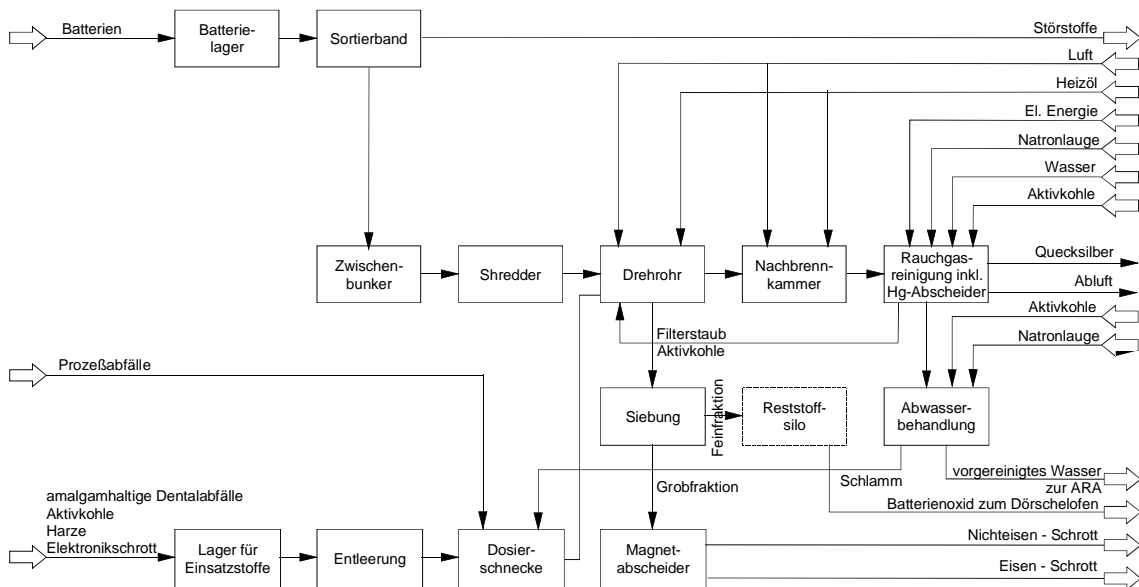 Batterien
Batterie-
lager
Sortierband
Störstoffe
Luft
Heizöl
El. Energie
Natronlauge
Wasser
Aktivkohle
Zwischen-
bunker
Shredder
Drehrohr
Nachbrenn-
kammer
Rauchgas-
reinigung inkl.
Hg-Abscheider
Quecksilber
Abluft
Aktivkohle
Natronlauge
Filterstaub
Aktivkohle
Prozeßabfälle
Siebung
Feinfraktion
Reststoff-
silo
Abwasser-
behandlung
Grobfraktion
Schlamm
vorgereinigtes Wasser
zur ARA
Batterienoxid zum Dörschelofen
amalgamhaltige Dentalabfälle
Aktivkohle
Harze
Elektronikschrott
Lager für
Einsatzstoffe
Entleerung
Dosier-
schnecke
Magnet-
abscheider
Nichteisen - Schrott
Eisen - Schrott